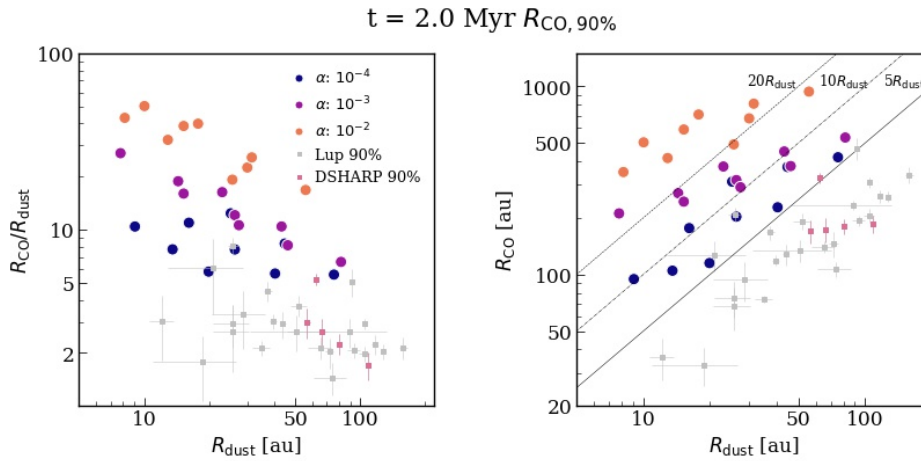 t = 2.0 Myr R_CO, 90%
R_CO/R_dust
100
50
10
5
2
10
50
100
R_dust [au]
α: 10⁻⁴
α: 10⁻³
α: 10⁻²
Lup 90%
DSHARP 90%
R_CO [au]
1000
500
100
50
20
10
50
100
R_dust [au]
20R_dust
10R_dust
5R_dust